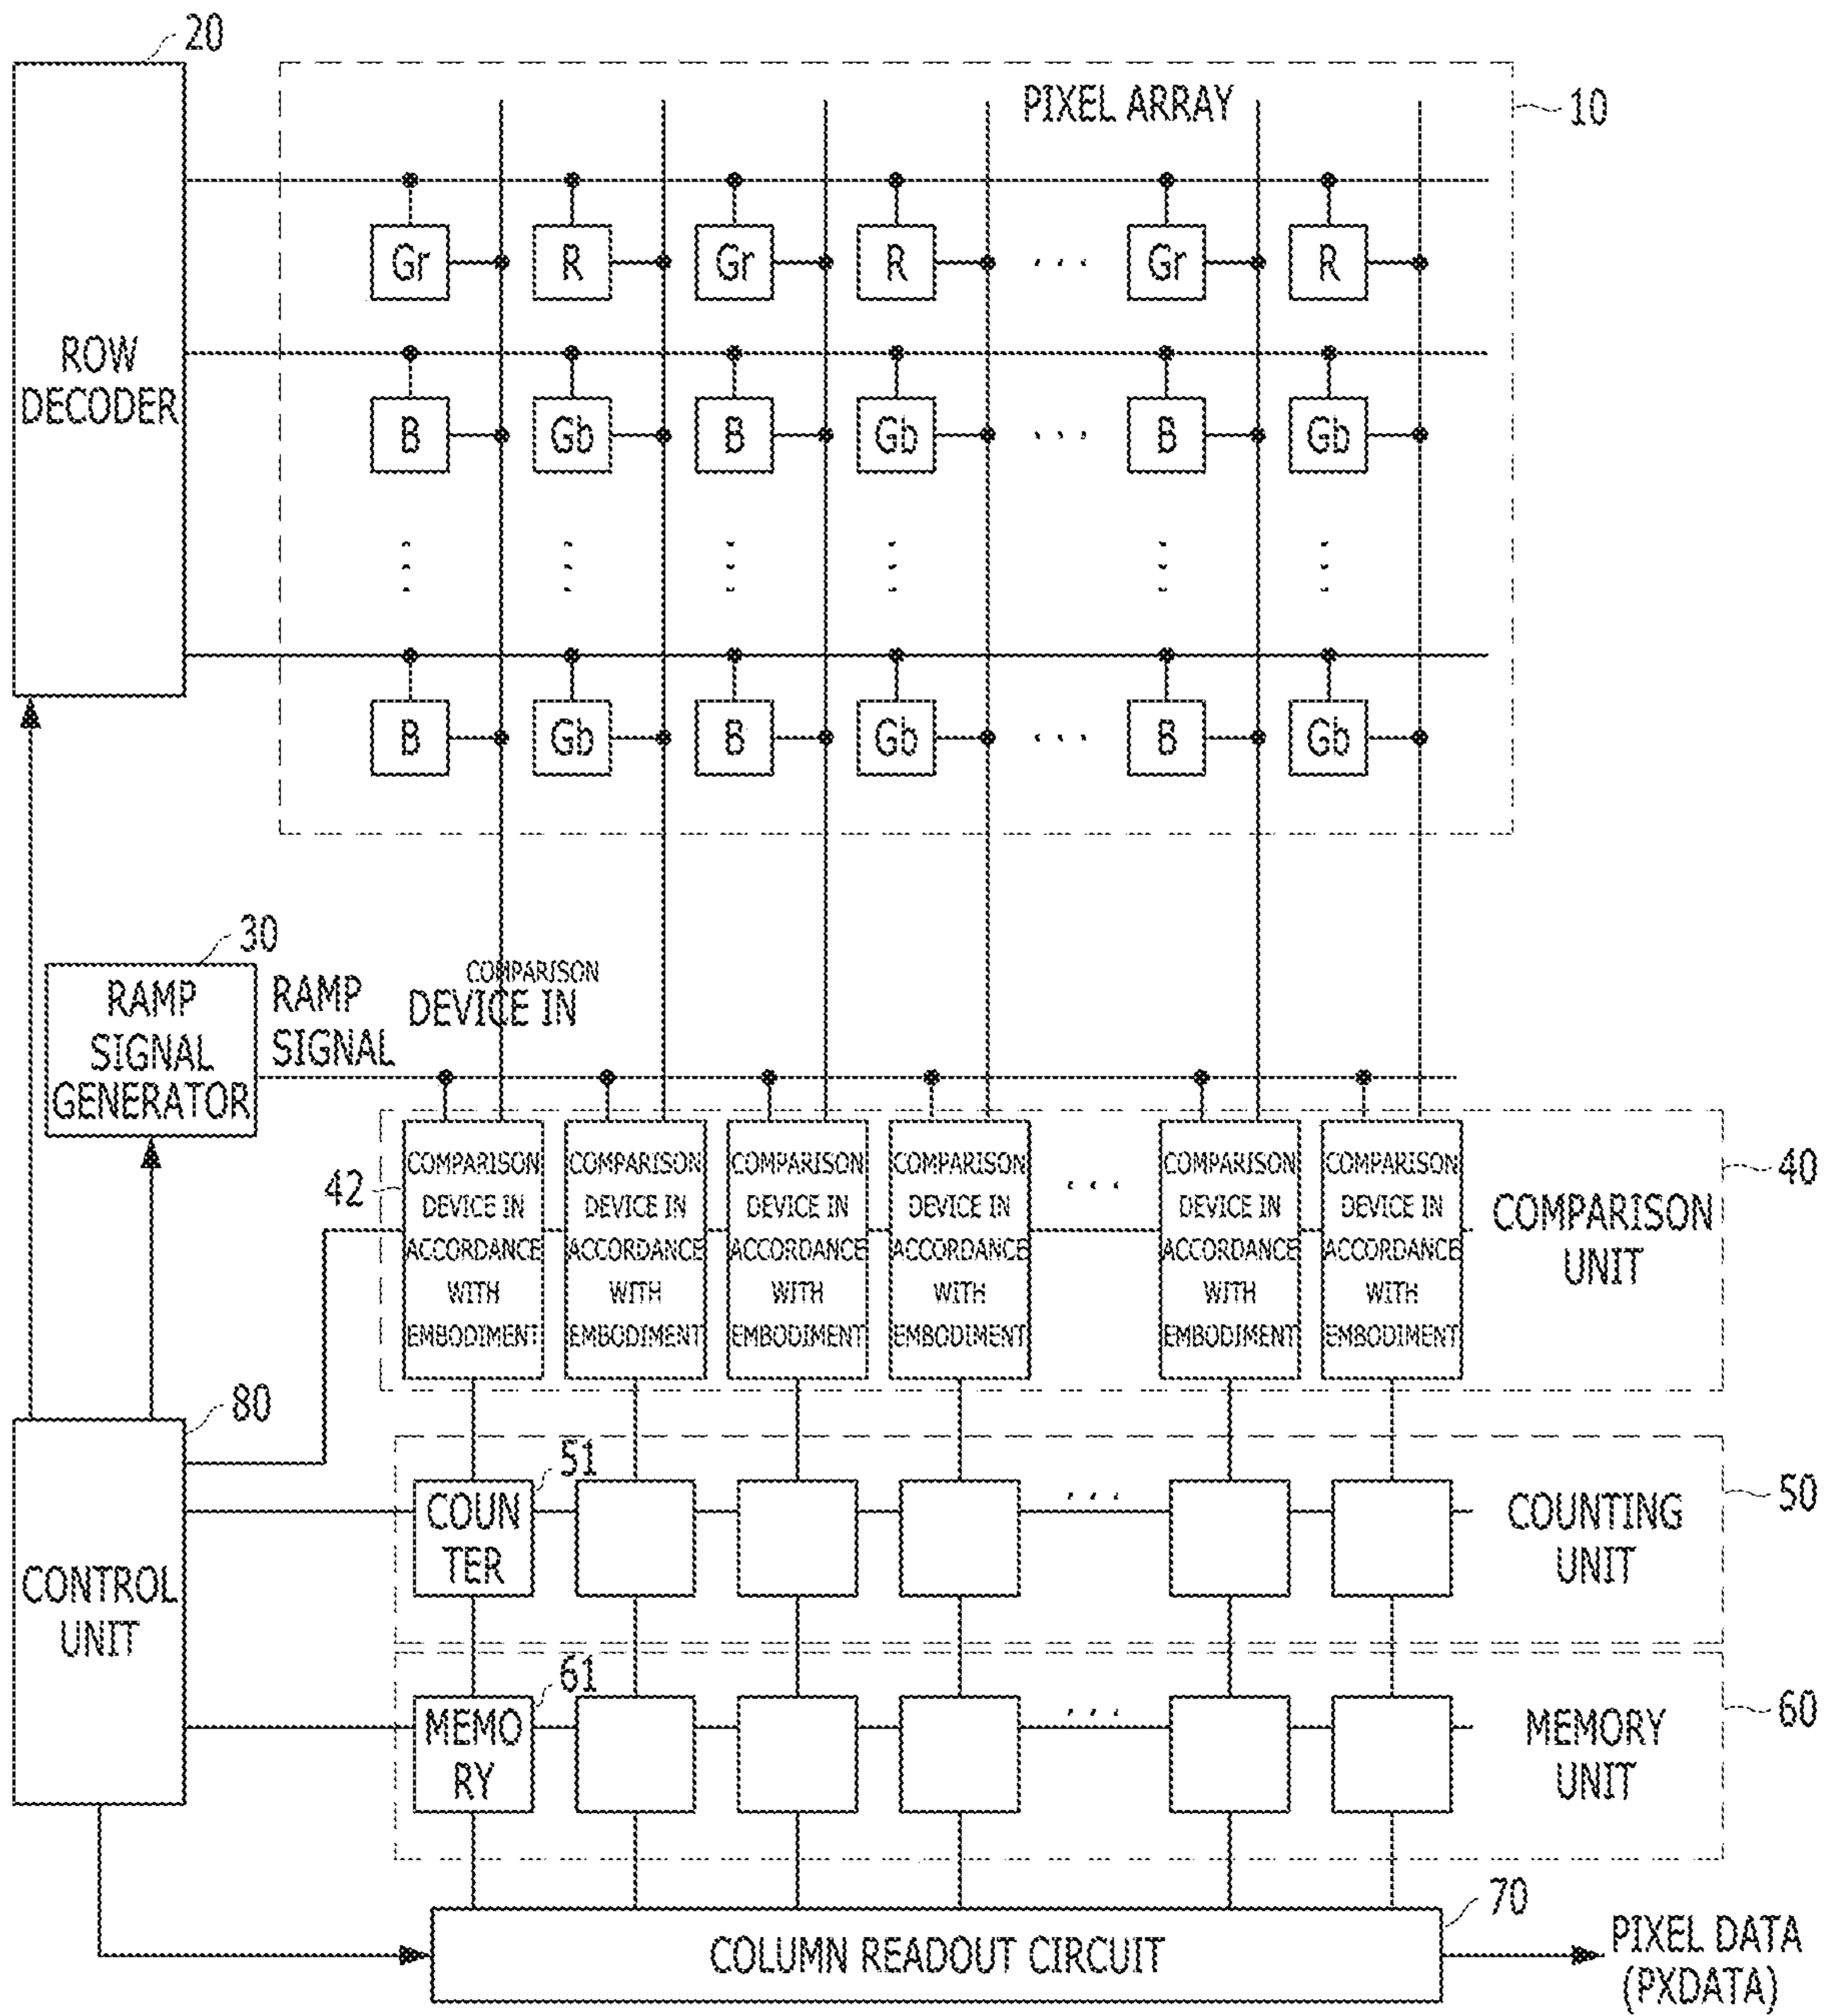 20
PIXEL ARRAY
10
Gr R Gr R ... Gr R
ROW
DECODER
B Gb B Gb ... B Gb
B Gb B Gb ... B Gb
30
RAMP
SIGNAL
GENERATOR
RAMP
SIGNAL
COMPARISON
DEVICE IN
42
COMPARISON
DEVICE IN
ACCORDANCE
WITH
EMBODIMENT
COMPARISON
DEVICE IN
ACCORDANCE
WITH
EMBODIMENT
COMPARISON
DEVICE IN
ACCORDANCE
WITH
EMBODIMENT
COMPARISON
DEVICE IN
ACCORDANCE
WITH
EMBODIMENT
...
COMPARISON
DEVICE IN
ACCORDANCE
WITH
EMBODIMENT
COMPARISON
DEVICE IN
ACCORDANCE
WITH
EMBODIMENT
40
COMPARISON
UNIT
80
CONTROL
UNIT
51
COUN
TER
...
COUNTING
UNIT
50
61
MEMO
RY
...
MEMORY
UNIT
60
70
COLUMN READOUT CIRCUIT
PIXEL DATA
(PXDATA)